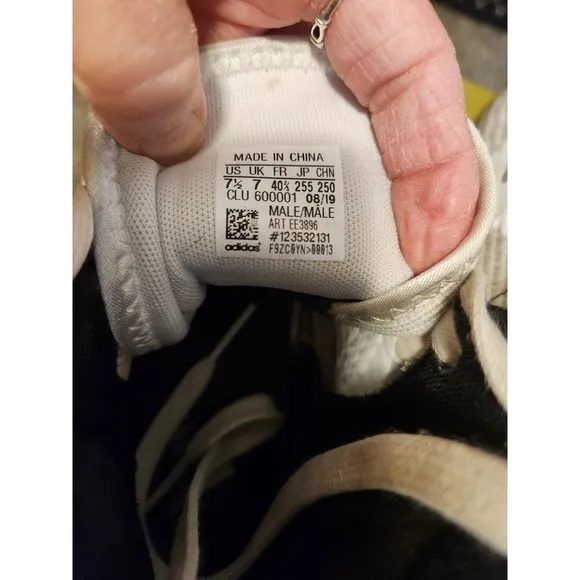 MADE IN CHINA
US UK FR JP CHN
7½ 7 40⅔ 255 250
CLU 600001 08/19
MALE/MÂLE
ART EE3896
#123532131
adidas F9ZC0YN>00013